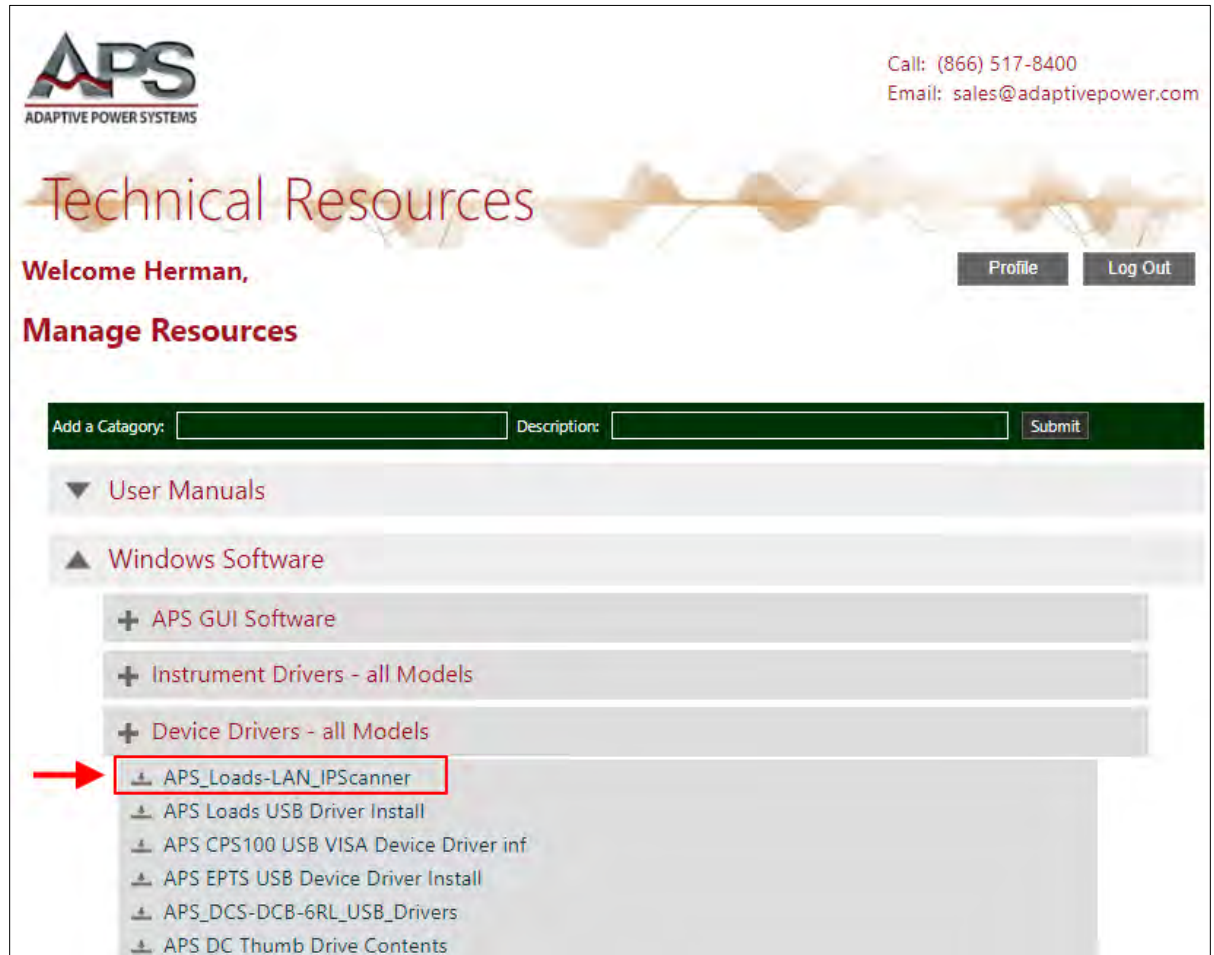 APS
ADAPTIVE POWER SYSTEMS
Call: (866) 517-8400
Email: sales@adaptivepower.com
Technical Resources
Welcome Herman,
Profile
Log Out
Manage Resources
Add a Catagory:
Description:
Submit
User Manuals
Windows Software
APS GUI Software
Instrument Drivers - all Models
Device Drivers - all Models
APS_Loads-LAN_IPScanner
APS Loads USB Driver Install
APS CPS100 USB VISA Device Driver inf
APS EPTS USB Device Driver Install
APS_DCS-DCB-6RL_USB_Drivers
APS DC Thumb Drive Contents